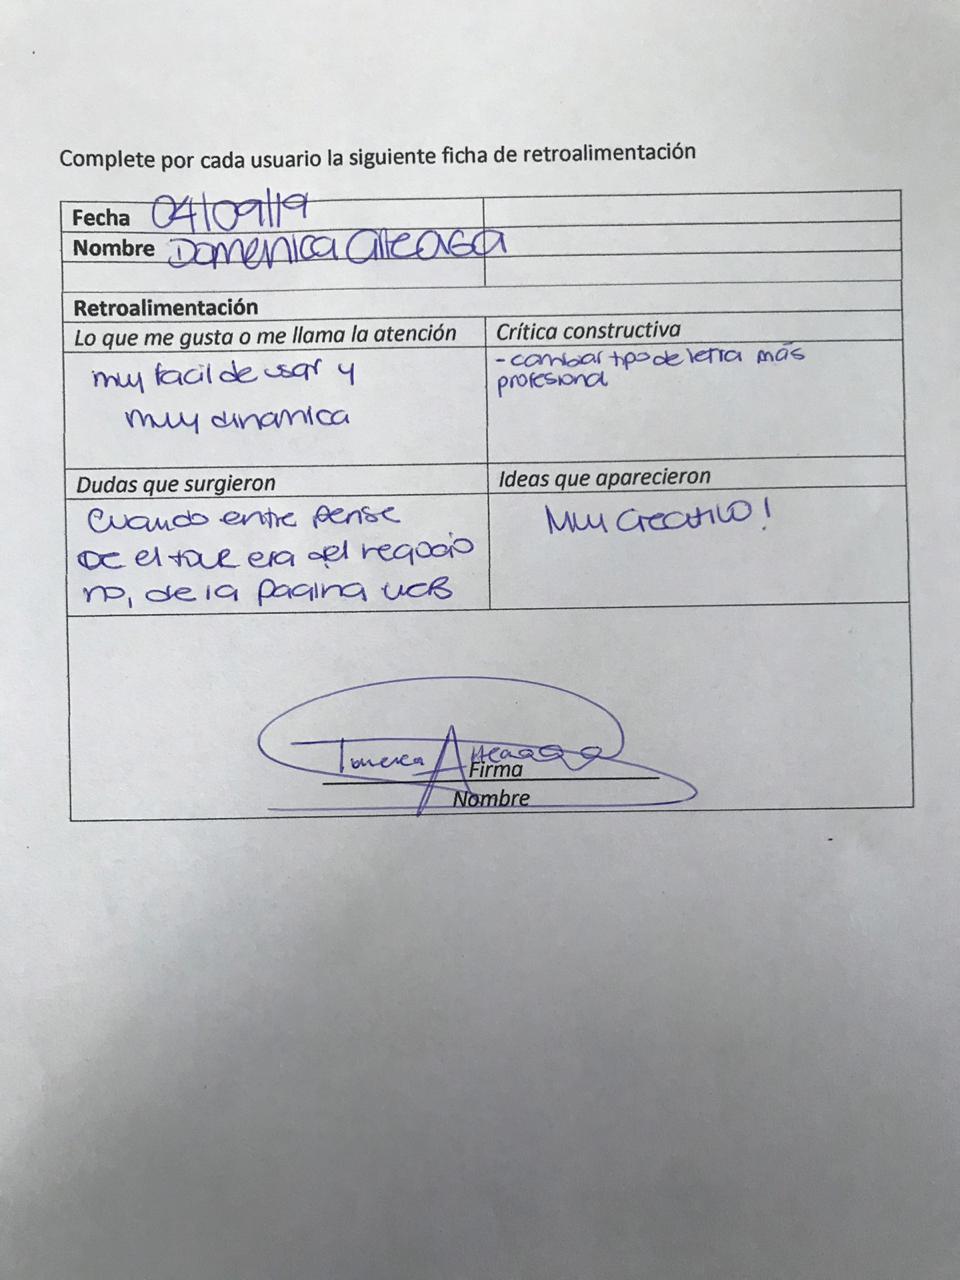 Complete por cada usuario la siguiente ficha de retroalimentación
Fecha 04/09/19
Nombre Domenica Arteaga
Retroalimentación
Lo que me gusta o me llama la atención
Crítica constructiva
muy facil de usar y
muy dinamica
- cambiar tipo de letra más
profesional
Dudas que surgieron
Ideas que aparecieron
Cuando entre pense
DE el tour era del negocio
no, de la pagina web
Muy creativo!
Arteaga
Firma
Nombre